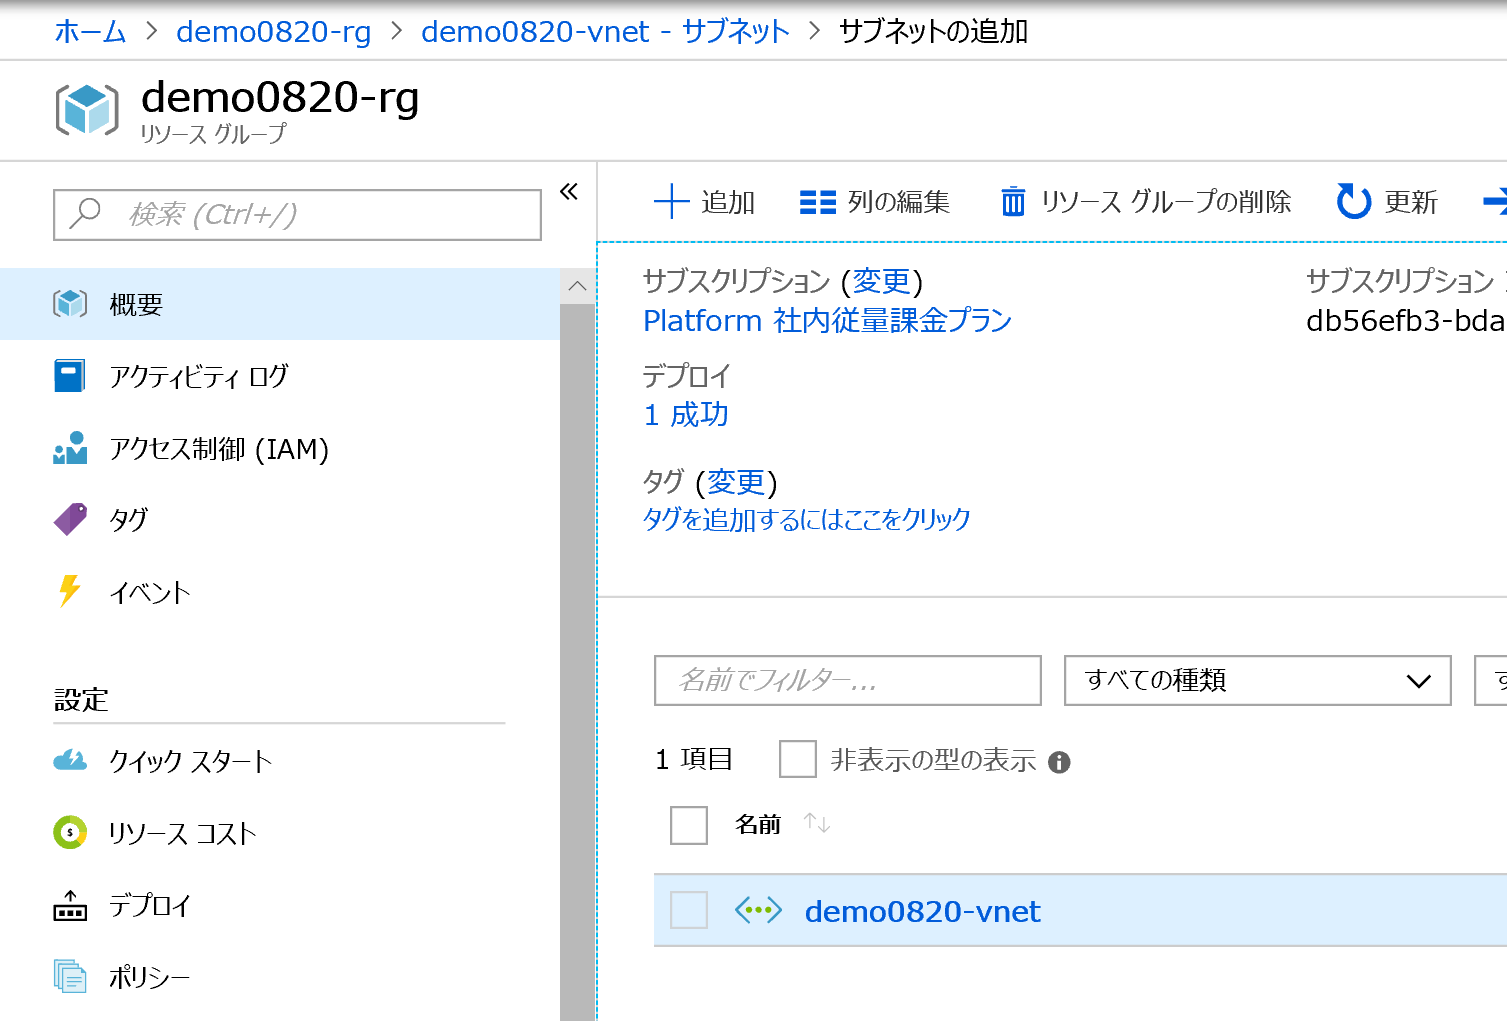 ホーム > demo0820-rg > demo0820-vnet - サブネット > サブネットの追加
demo0820-rg
リソース グループ
検索 (Ctrl+/)
«
概要
アクティビティ ログ
アクセス制御 (IAM)
タグ
イベント
設定
クイック スタート
リソース コスト
デプロイ
ポリシー
追加 列の編集 リソース グループの削除 更新
サブスクリプション (変更)
Platform 社内従量課金プラン
サブスクリプション
db56efb3-bda
デプロイ
1 成功
タグ (変更)
タグを追加するにはここをクリック
名前でフィルター... すべての種類 す
1 項目 非表示の型の表示
名前 ↑↓
demo0820-vnet